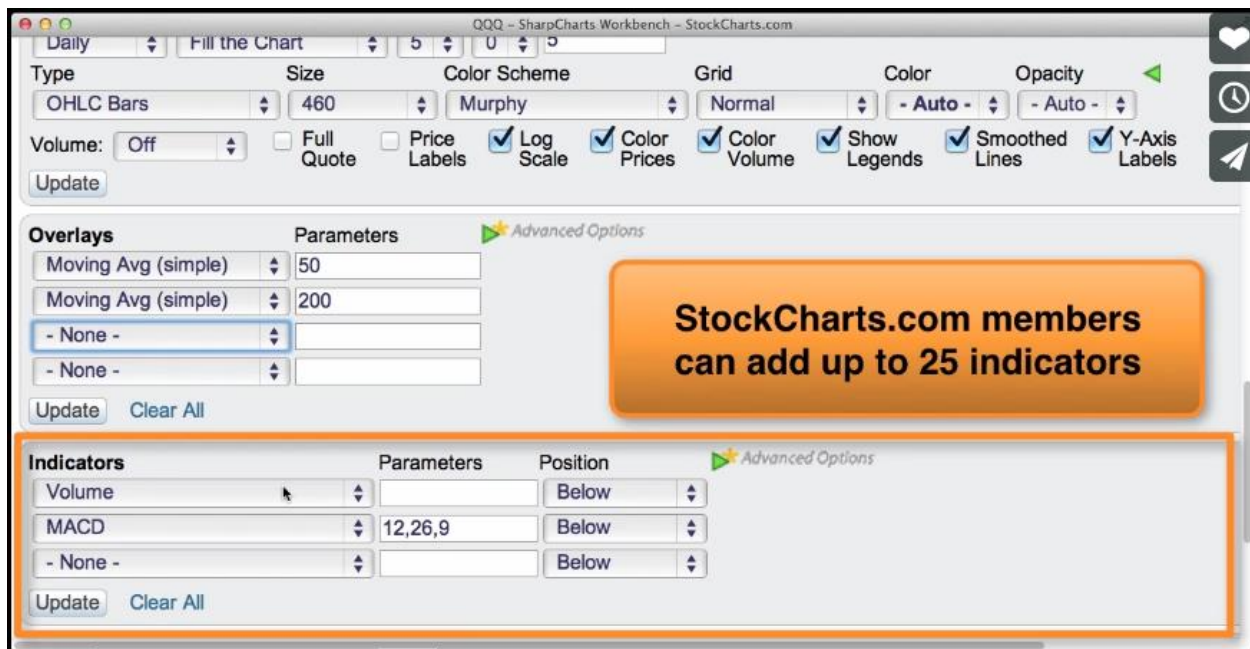 QQQ – SharpCharts Workbench – StockCharts.com
Daily Fill the Chart 5 0 5
Type Size Color Scheme Grid Color Opacity
OHLC Bars 460 Murphy Normal - Auto - - Auto -
Volume: Off Full Quote Price Labels Log Scale Color Prices Color Volume Show Legends Smoothed Lines Y-Axis Labels
Update
Overlays Parameters Advanced Options
Moving Avg (simple) 50
Moving Avg (simple) 200
- None -
- None -
Update Clear All
StockCharts.com members
can add up to 25 indicators
Indicators Parameters Position Advanced Options
Volume Below
MACD 12,26,9 Below
- None - Below
Update Clear All